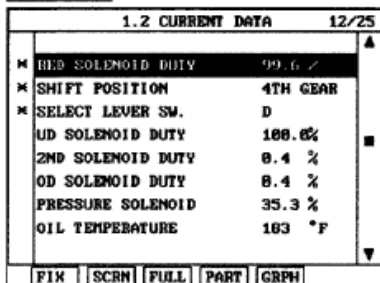 1.2 CURRENT DATA 12/25
* RED SOLENOID DUTY 99.6 %
* SHIFT POSITION 4TH GEAR
* SELECT LEVER SW. D
UD SOLENOID DUTY 100.0%
2ND SOLENOID DUTY 0.4 %
OD SOLENOID DUTY 0.4 %
PRESSURE SOLENOID 35.3 %
OIL TEMPERATURE 163 °F
FIX SCRN FULL PART GRPH